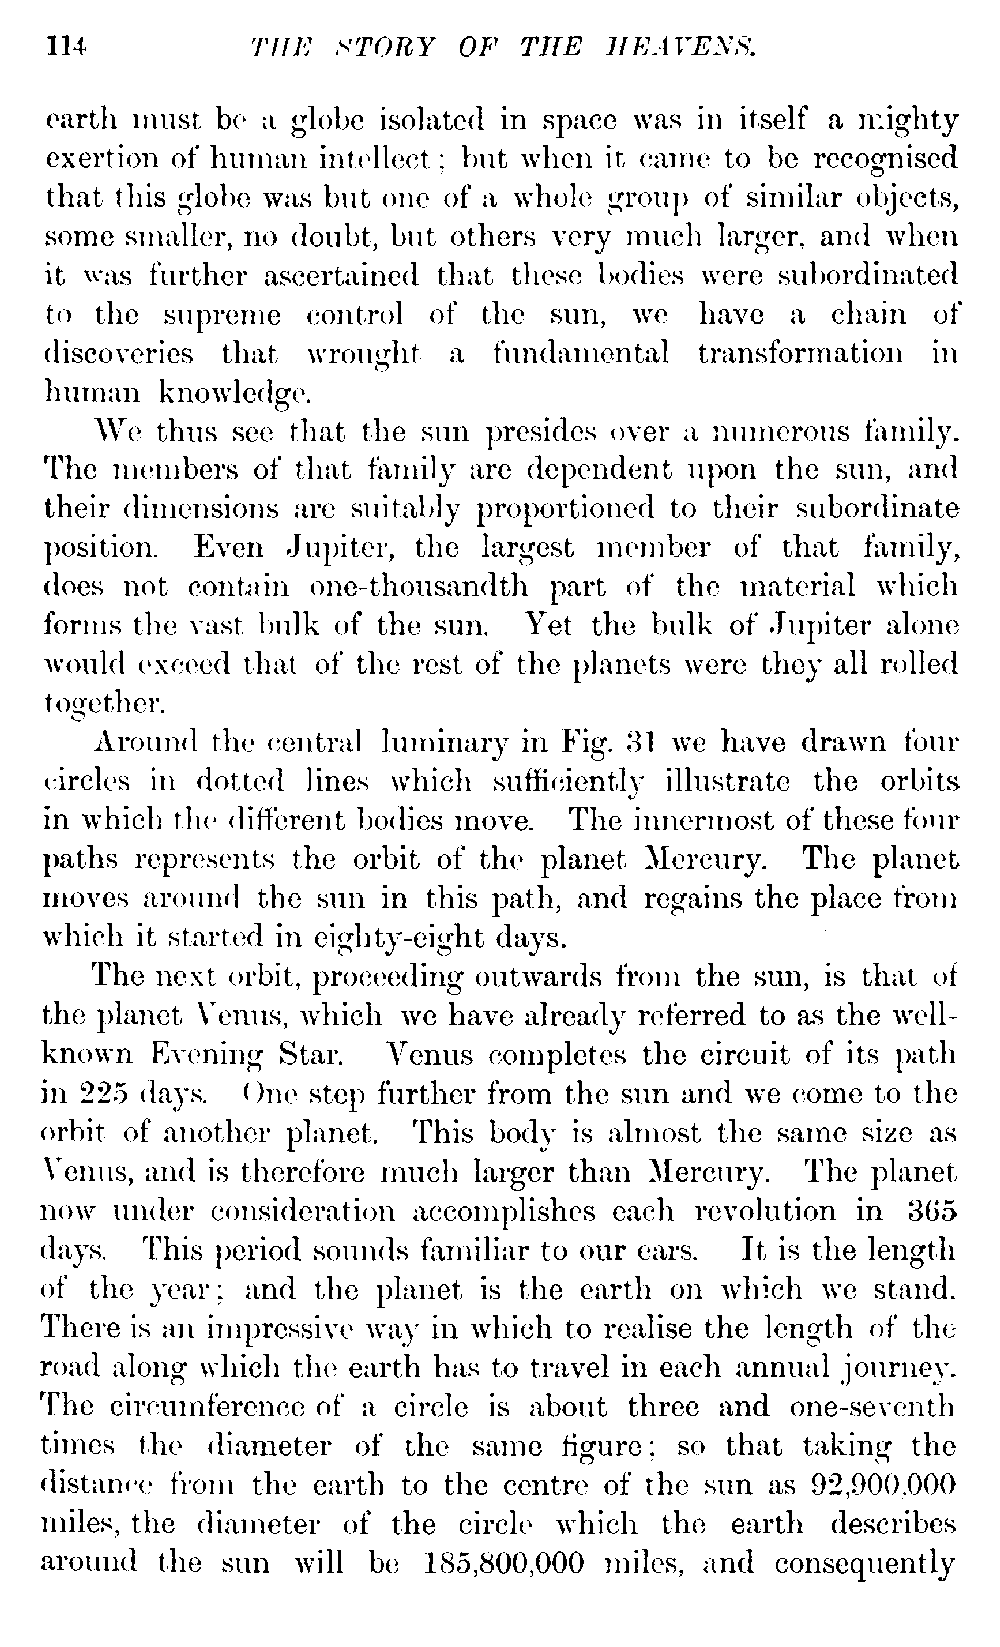 114 THE STORY OF THE HEAVENS.
earth must be a globe isolated in space was in itself a mighty
exertion of human intellect; but when it came to be recognised
that this globe was but one of a whole group of similar objects,
some smaller, no doubt, but others very much larger, and when
it was further ascertained that these bodies were subordinated
to the supreme control of the sun, we have a chain of
discoveries that wrought a fundamental transformation in
human knowledge.
We thus see that the sun presides over a numerous family.
The members of that family are dependent upon the sun, and
their dimensions are suitably proportioned to their subordinate
position. Even Jupiter, the largest member of that family,
does not contain one-thousandth part of the material which
forms the vast bulk of the sun. Yet the bulk of Jupiter alone
would exceed that of the rest of the planets were they all rolled
together.
Around the central luminary in Fig. 31 we have drawn four
circles in dotted lines which sufficiently illustrate the orbits
in which the different bodies move. The innermost of these four
paths represents the orbit of the planet Mercury. The planet
moves around the sun in this path, and regains the place from
which it started in eighty-eight days.
The next orbit, proceeding outwards from the sun, is that of
the planet Venus, which we have already referred to as the well-
known Evening Star. Venus completes the circuit of its path
in 225 days. One step further from the sun and we come to the
orbit of another planet. This body is almost the same size as
Venus, and is therefore much larger than Mercury. The planet
now under consideration accomplishes each revolution in 365
days. This period sounds familiar to our ears. It is the length
of the year; and the planet is the earth on which we stand.
There is an impressive way in which to realise the length of the
road along which the earth has to travel in each annual journey.
The circumference of a circle is about three and one-seventh
times the diameter of the same figure; so that taking the
distance from the earth to the centre of the sun as 92,900,000
miles, the diameter of the circle which the earth describes
around the sun will be 185,800,000 miles, and consequently